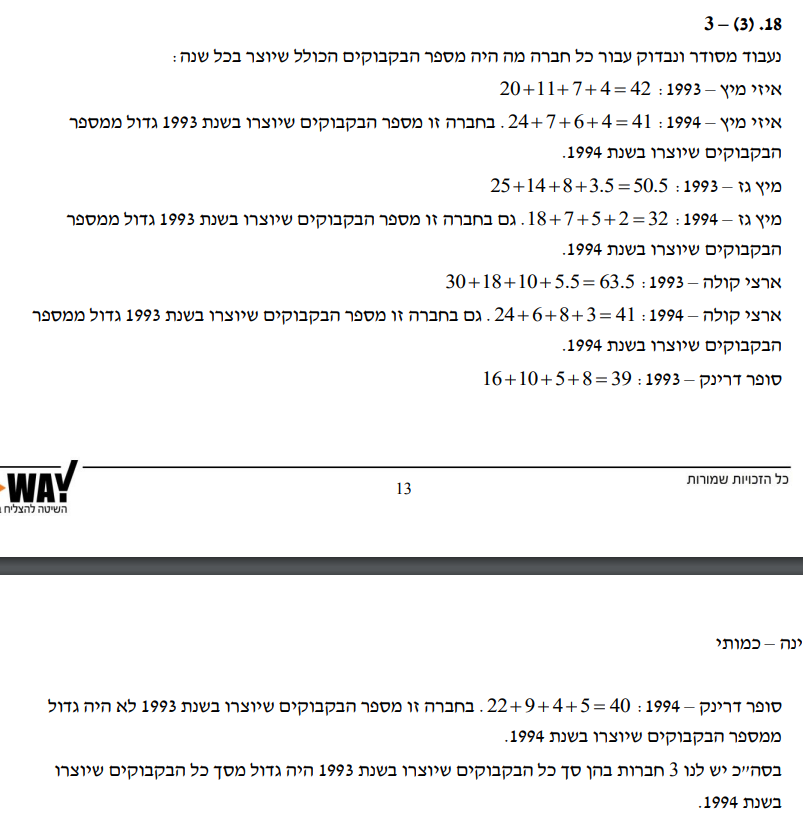 18. (3) – 3
נעבוד מסודר ונבדוק עבור כל חברה מה היה מספר הבקבוקים הכולל שיוצר בכל שנה:
איזי מיץ – 1993: 20+11+7+4=42
איזי מיץ – 1994: 24+7+6+4=41. בחברה זו מספר הבקבוקים שיוצרו בשנת 1993 גדול ממספר
הבקבוקים שיוצרו בשנת 1994.
מיץ גז – 1993: 25+14+8+3.5=50.5
מיץ גז – 1994: 18+7+5+2=32. גם בחברה זו מספר הבקבוקים שיוצרו בשנת 1993 גדול ממספר
הבקבוקים שיוצרו בשנת 1994.
ארצי קולה – 1993: 30+18+10+5.5=63.5
ארצי קולה – 1994: 24+6+8+3=41. גם בחברה זו מספר הבקבוקים שיוצרו בשנת 1993 גדול ממספר
הבקבוקים שיוצרו בשנת 1994.
סופר דרינק – 1993: 16+10+5+8=39
כל הזכויות שמורות
13
WAY
השיטה להצליח
ינה – כמותי
סופר דרינק – 1994: 22+9+4+5=40. בחברה זו מספר הבקבוקים שיוצרו בשנת 1993 לא היה גדול
ממספר הבקבוקים שיוצרו בשנת 1994.
בסה״כ יש לנו 3 חברות בהן סך כל הבקבוקים שיוצרו בשנת 1993 היה גדול מסך כל הבקבוקים שיוצרו
בשנת 1994.